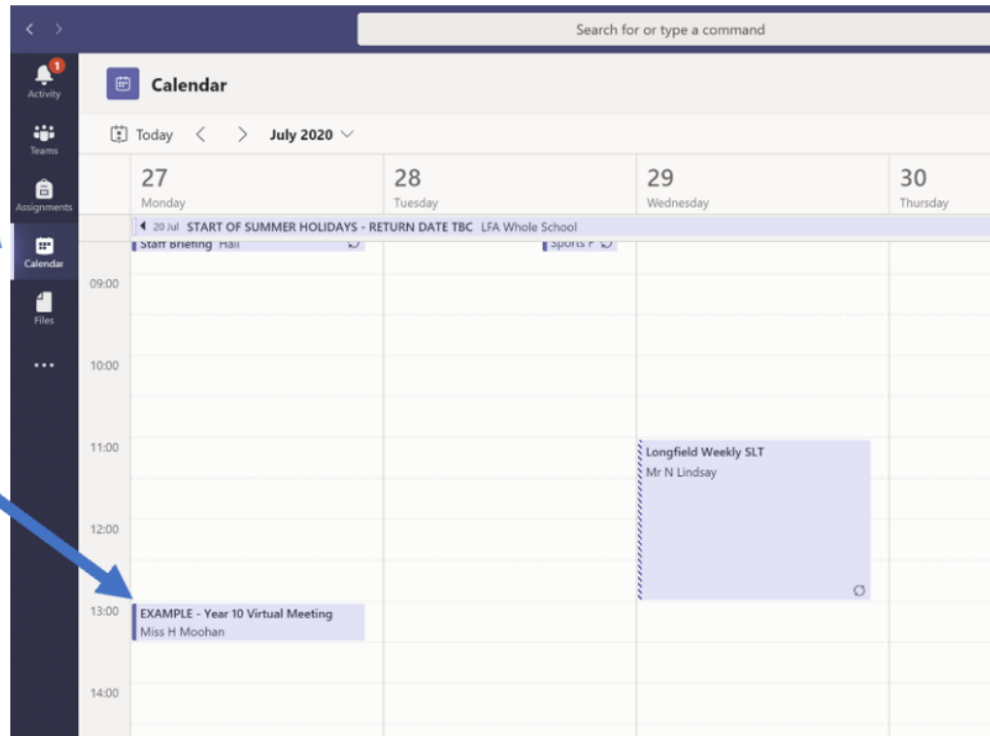 Search for or type a command
1
Activity
Calendar
Today
July 2020
Teams
Assignments
Calendar
Files
27
28
29
30
Monday
Tuesday
Wednesday
Thursday
20 Jul START OF SUMMER HOLIDAYS - RETURN DATE TBC LFA Whole School
Staff Briefing Hall
Sports
09:00
10:00
11:00
Longfield Weekly SLT
Mr N Lindsay
12:00
13:00
EXAMPLE - Year 10 Virtual Meeting
Miss H Moohan
14:00